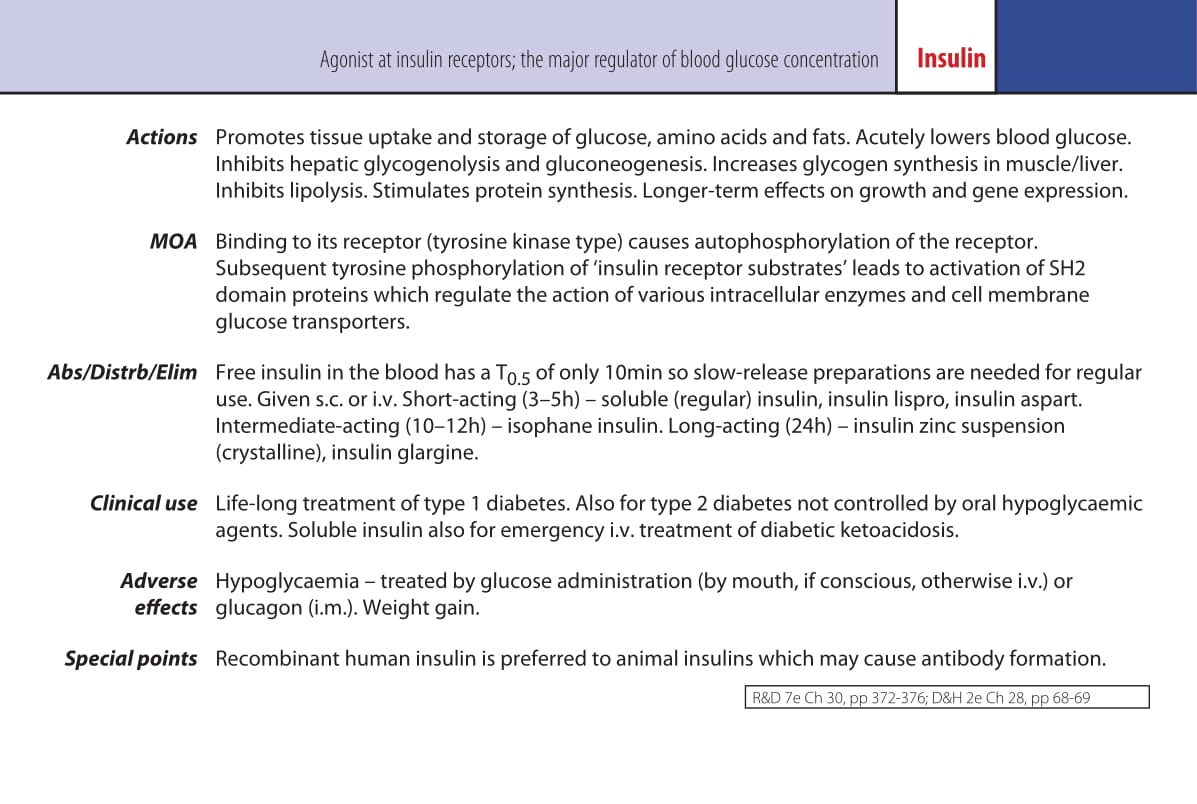 Agonist at insulin receptors; the major regulator of blood glucose concentration Insulin
Actions Promotes tissue uptake and storage of glucose, amino acids and fats. Acutely lowers blood glucose.
Inhibits hepatic glycogenolysis and gluconeogenesis. Increases glycogen synthesis in muscle/liver.
Inhibits lipolysis. Stimulates protein synthesis. Longer-term effects on growth and gene expression.
MOA Binding to its receptor (tyrosine kinase type) causes autophosphorylation of the receptor.
Subsequent tyrosine phosphorylation of ‘insulin receptor substrates’ leads to activation of SH2
domain proteins which regulate the action of various intracellular enzymes and cell membrane
glucose transporters.
Abs/Distrb/Elim Free insulin in the blood has a T0.5 of only 10min so slow-release preparations are needed for regular
use. Given s.c. or i.v. Short-acting (3–5h) – soluble (regular) insulin, insulin lispro, insulin aspart.
Intermediate-acting (10–12h) – isophane insulin. Long-acting (24h) – insulin zinc suspension
(crystalline), insulin glargine.
Clinical use Life-long treatment of type 1 diabetes. Also for type 2 diabetes not controlled by oral hypoglycaemic
agents. Soluble insulin also for emergency i.v. treatment of diabetic ketoacidosis.
Adverse Hypoglycaemia – treated by glucose administration (by mouth, if conscious, otherwise i.v.) or
effects glucagon (i.m.). Weight gain.
Special points Recombinant human insulin is preferred to animal insulins which may cause antibody formation.
R&D 7e Ch 30, pp 372-376; D&H 2e Ch 28, pp 68-69